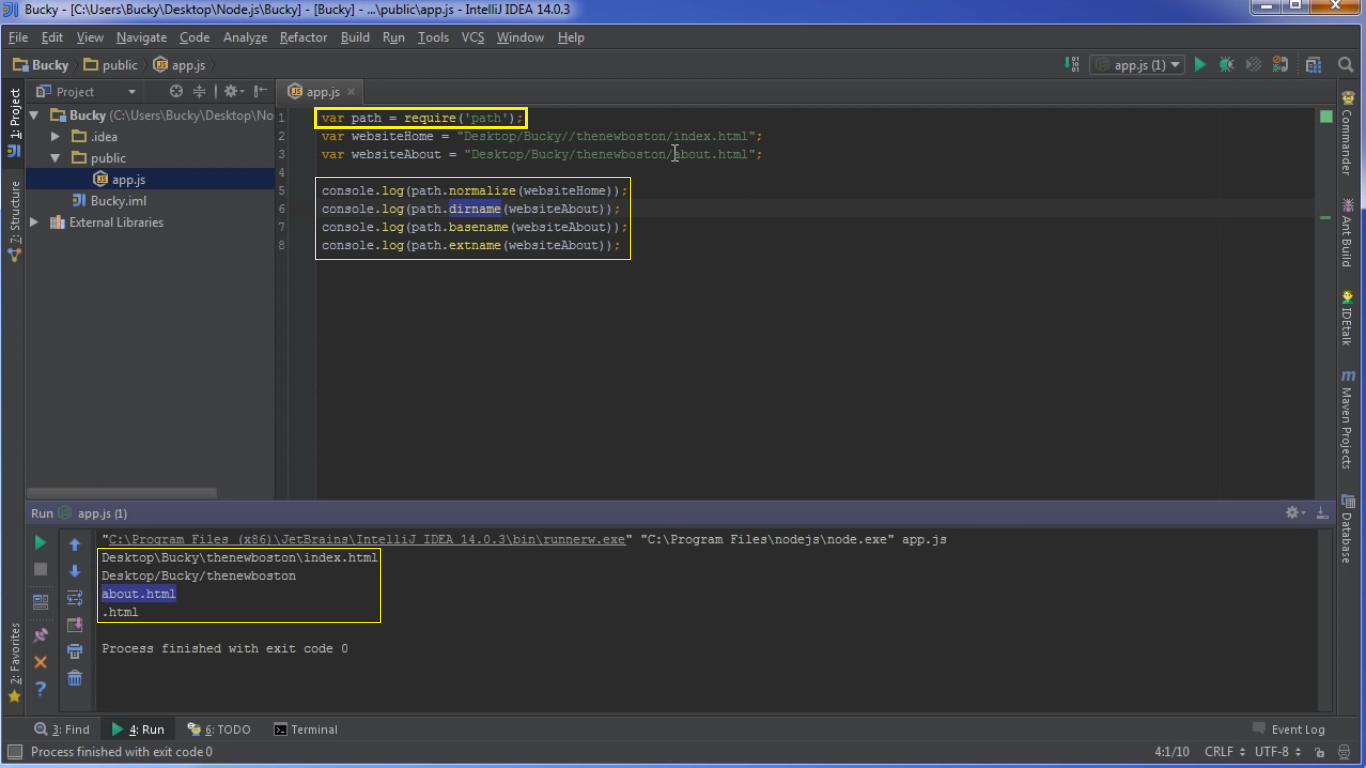 Bucky - [C:\Users\Bucky\Desktop\Node.js\Bucky] - [Bucky] - ...\public\app.js - IntelliJ IDEA 14.0.3
File Edit View Navigate Code Analyze Refactor Build Run Tools VCS Window Help
Bucky public app.js
app.js (1)
1: Project
Project
app.js
Bucky (C:\Users\Bucky\Desktop\No
.idea
public
app.js
Bucky.iml
External Libraries
7: Structure
1 var path = require('path');
2 var websiteHome = "Desktop/Bucky//thenewboston/index.html";
3 var websiteAbout = "Desktop/Bucky/thenewboston/about.html";
4
5 console.log(path.normalize(websiteHome));
6 console.log(path.dirname(websiteAbout));
7 console.log(path.basename(websiteAbout));
8 console.log(path.extname(websiteAbout));
Commander
Ant Build
IDEtalk
Maven Projects
Database
Run app.js (1)
"C:\Program Files (x86)\JetBrains\IntelliJ IDEA 14.0.3\bin\runnerw.exe" "C:\Program Files\nodejs\node.exe" app.js
Desktop\Bucky\thenewboston\index.html
Desktop/Bucky/thenewboston
about.html
.html
Process finished with exit code 0
2: Favorites
3: Find 4: Run 6: TODO Terminal Event Log
Process finished with exit code 0 4:1/10 CRLF UTF-8